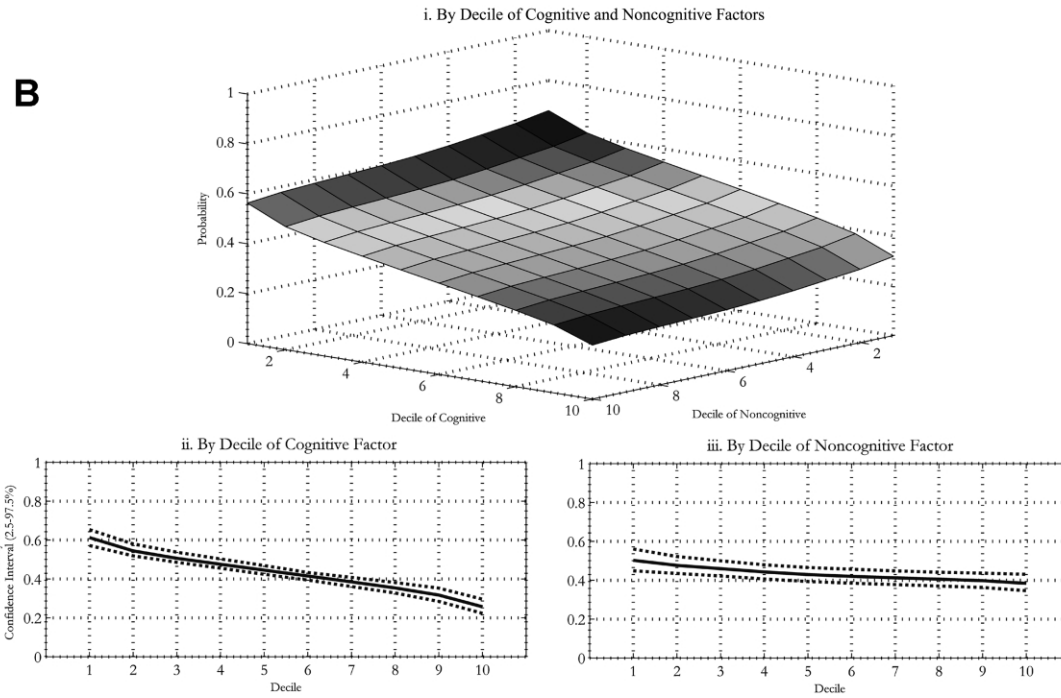 i. By Decile of Cognitive and Noncognitive Factors
B
1
0.8
0.6
0.4
0.2
0
Probability
2
4
6
8
10
Decile of Cognitive
10
8
6
4
2
Decile of Noncognitive
ii. By Decile of Cognitive Factor
Confidence Interval (2.5-97.5%)
1
0.8
0.6
0.4
0.2
0
1 2 3 4 5 6 7 8 9 10
Decile
iii. By Decile of Noncognitive Factor
1
0.8
0.6
0.4
0.2
0
1 2 3 4 5 6 7 8 9 10
Decile